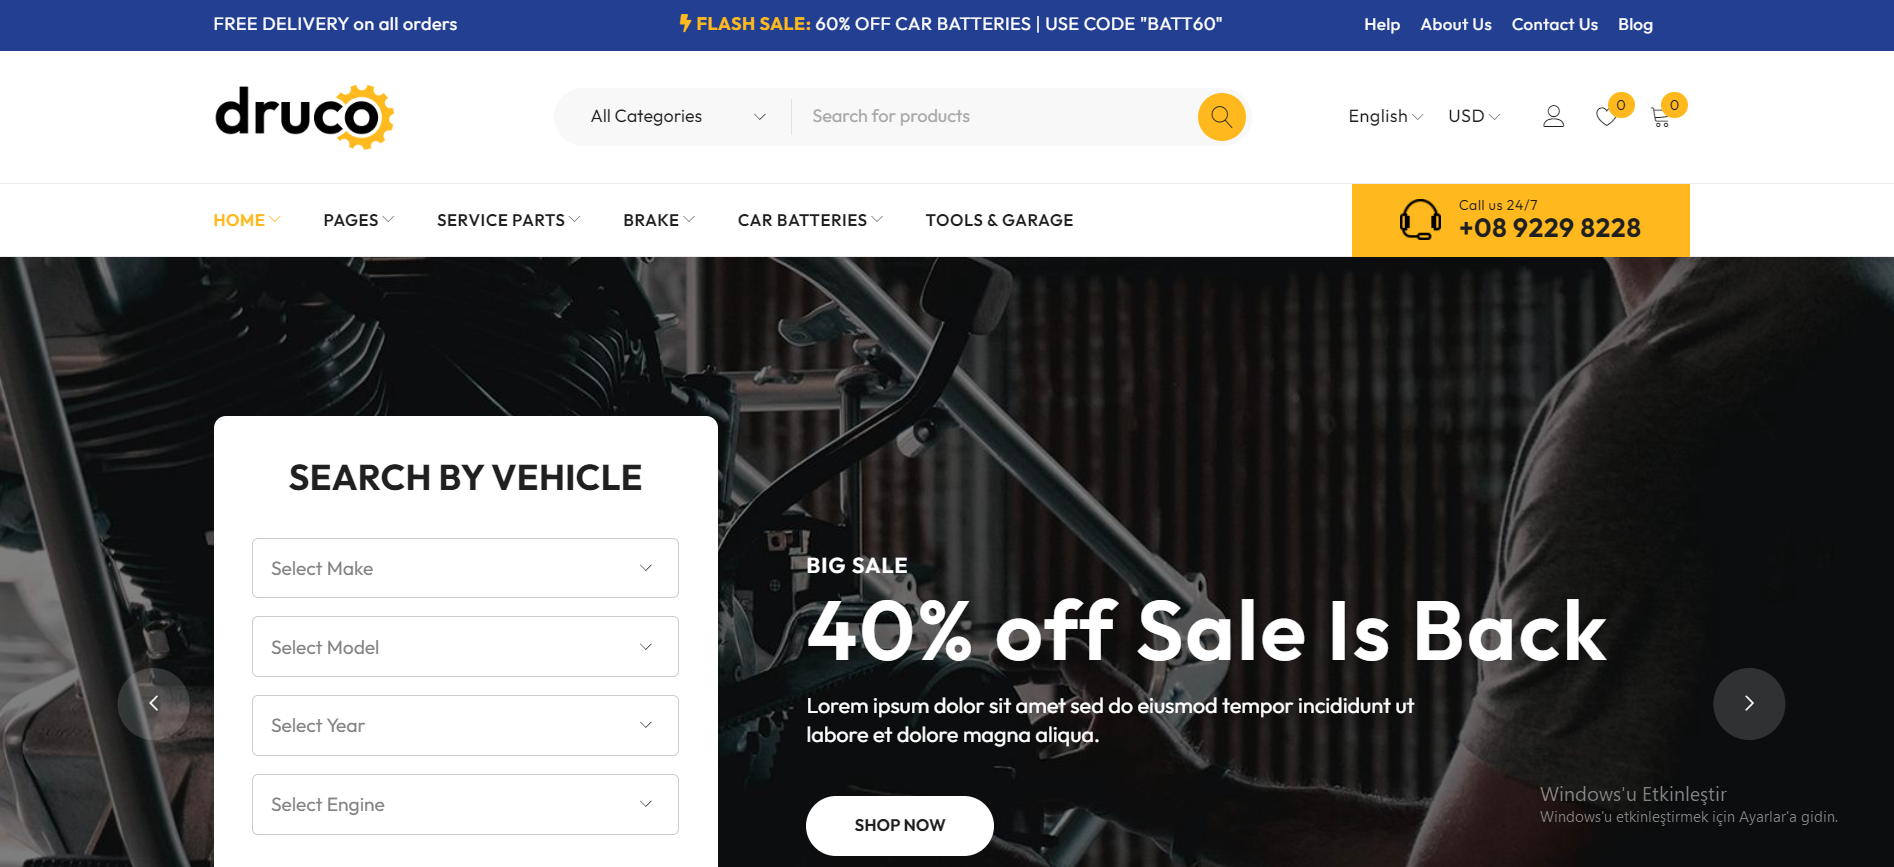 FREE DELIVERY on all orders
FLASH SALE: 60% OFF CAR BATTERIES | USE CODE "BATT60"
Help About Us Contact Us Blog
druco
All Categories
Search for products
English
USD
0
0
HOME
PAGES
SERVICE PARTS
BRAKE
CAR BATTERIES
TOOLS & GARAGE
Call us 24/7
+08 9229 8228
SEARCH BY VEHICLE
Select Make
Select Model
Select Year
Select Engine
BIG SALE
40% off Sale Is Back
Lorem ipsum dolor sit amet sed do eiusmod tempor incididunt ut
labore et dolore magna aliqua.
SHOP NOW
Windows'u Etkinleştir
Windows'u etkinleştirmek için Ayarlar'a gidin.